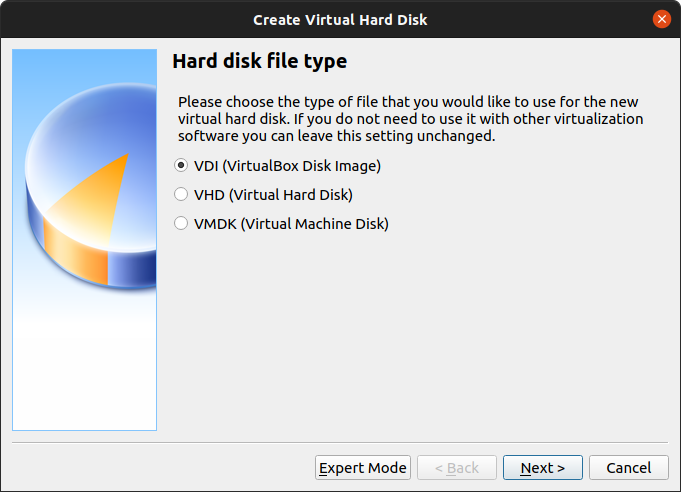 Create Virtual Hard Disk
Hard disk file type
Please choose the type of file that you would like to use for the new
virtual hard disk. If you do not need to use it with other virtualization
software you can leave this setting unchanged.
VDI (VirtualBox Disk Image)
VHD (Virtual Hard Disk)
VMDK (Virtual Machine Disk)
Expert Mode
< Back
Next >
Cancel